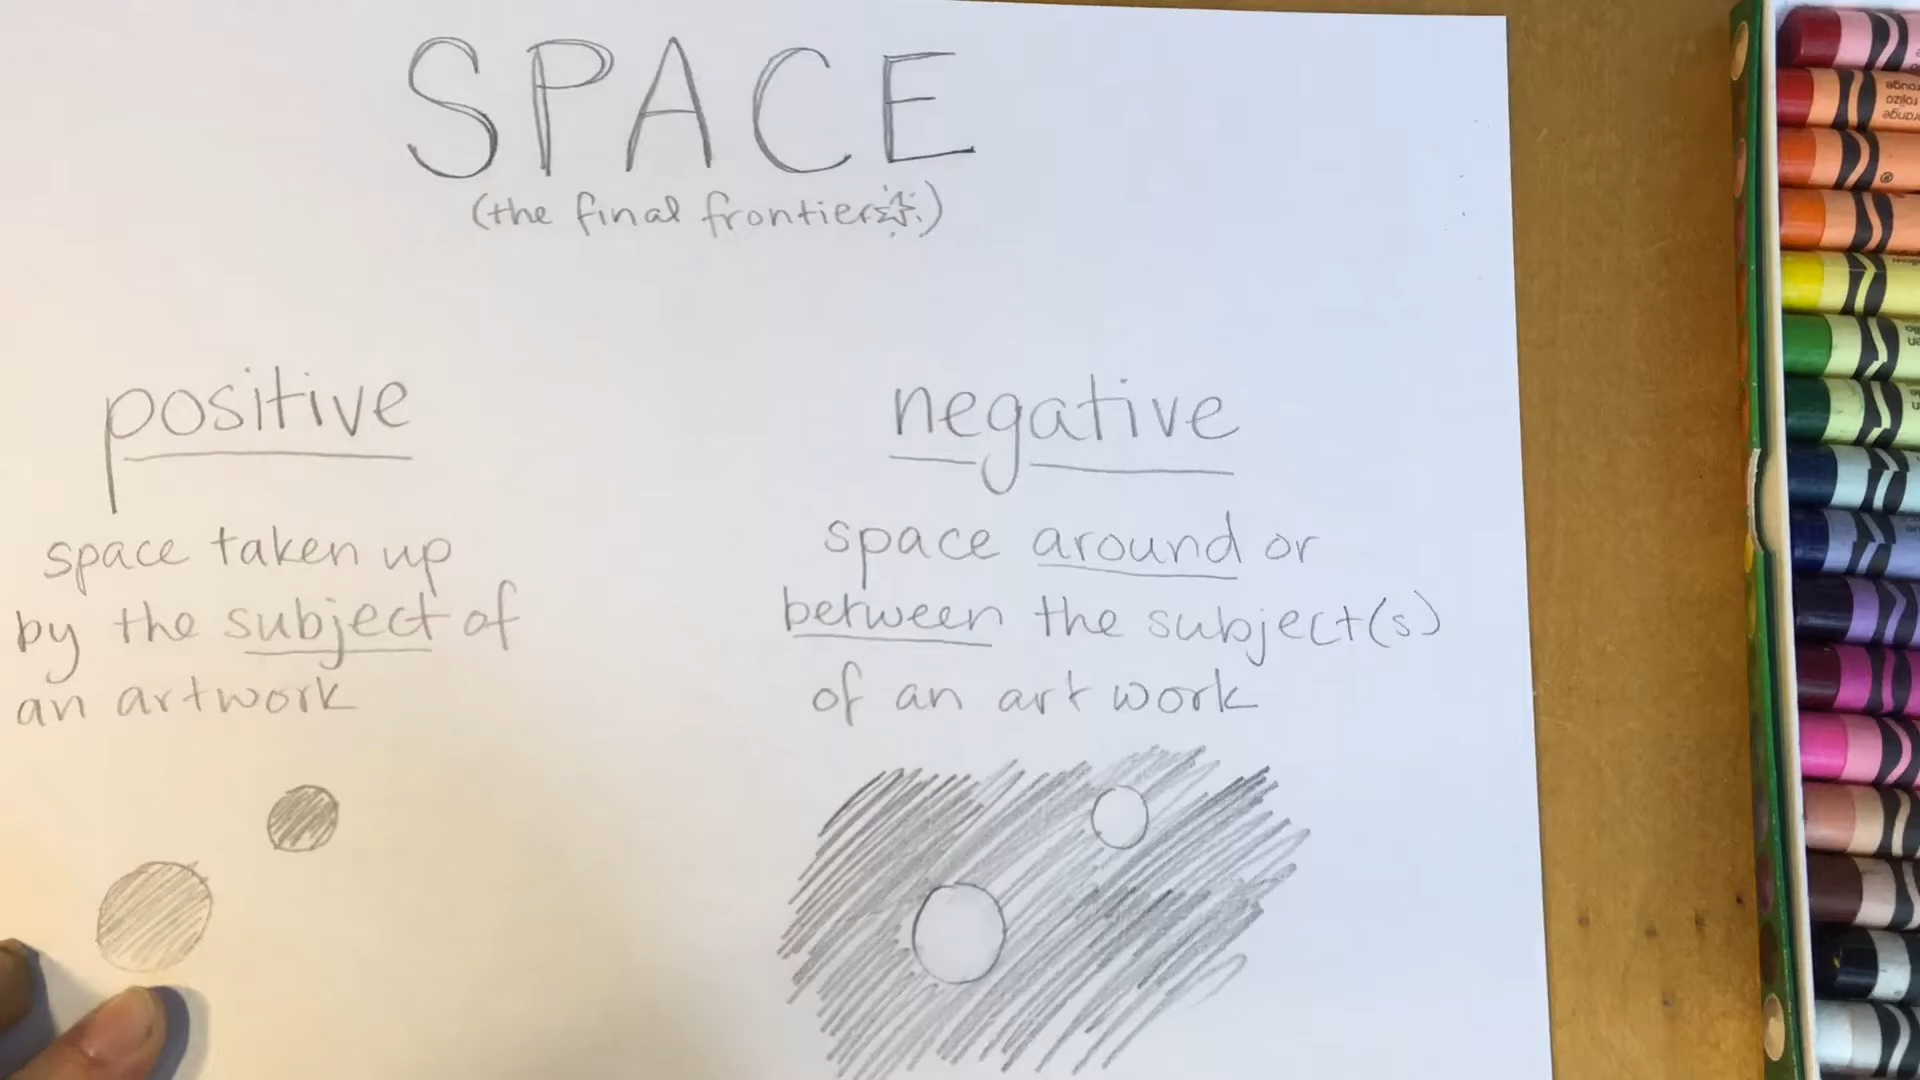 SPACE
(the final frontier)
positive
space taken up
by the subject of
an artwork
negative
space around or
between the subject(s)
of an art work